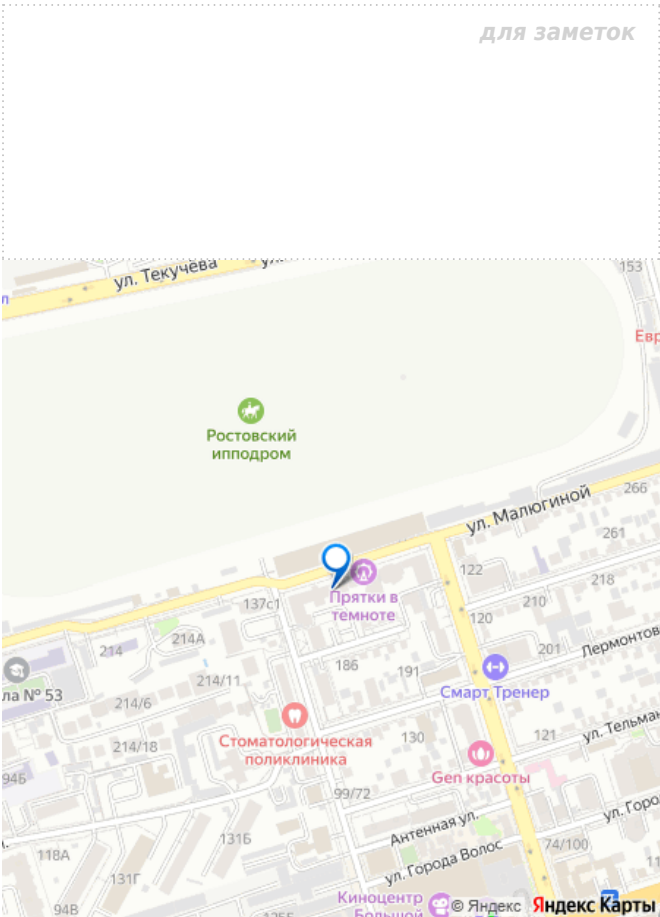 для заметок
153
ул. Текучёва
ул.
Евр
Ростовский
ипподром
266
ул. Малюгиной
261
122
218
Прятки в
темноте
210
137с1
120
214А
201
Лермонтов
214
186
191
ла № 53
214/11
Смарт Тренер
214/6
ул. Тельман
Стоматологическая
поликлиника
130
121
214/18
Gen красоты
94Б
99/72
ул. Горо
Антенная ул.
131Б
74/100
ул. Города Волос
118А
131Г
Киноцентр
Большой
94В
© Яндекс
Яндекс Карты